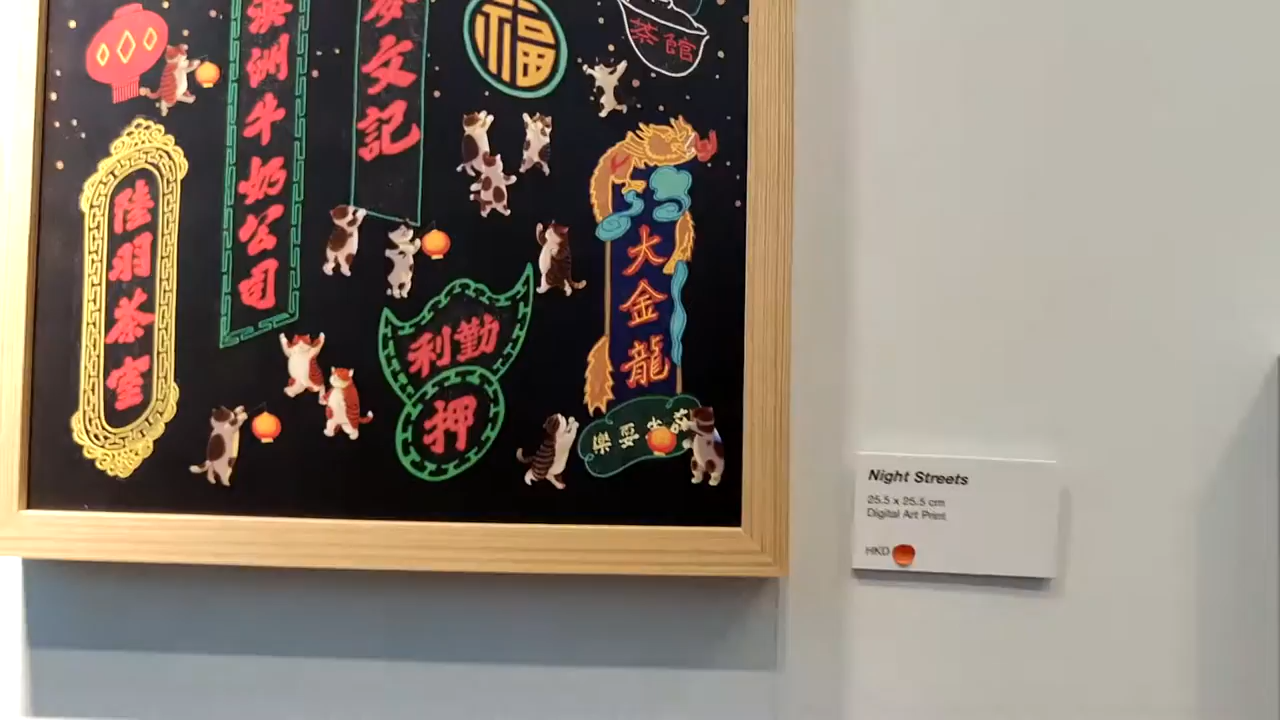 澳洲牛奶公司
麥文記
福
茶館
陸羽茶室
大金龍
利勤
押
Night Streets
25.5 x 25.5 cm
Digital Art Print
HKD